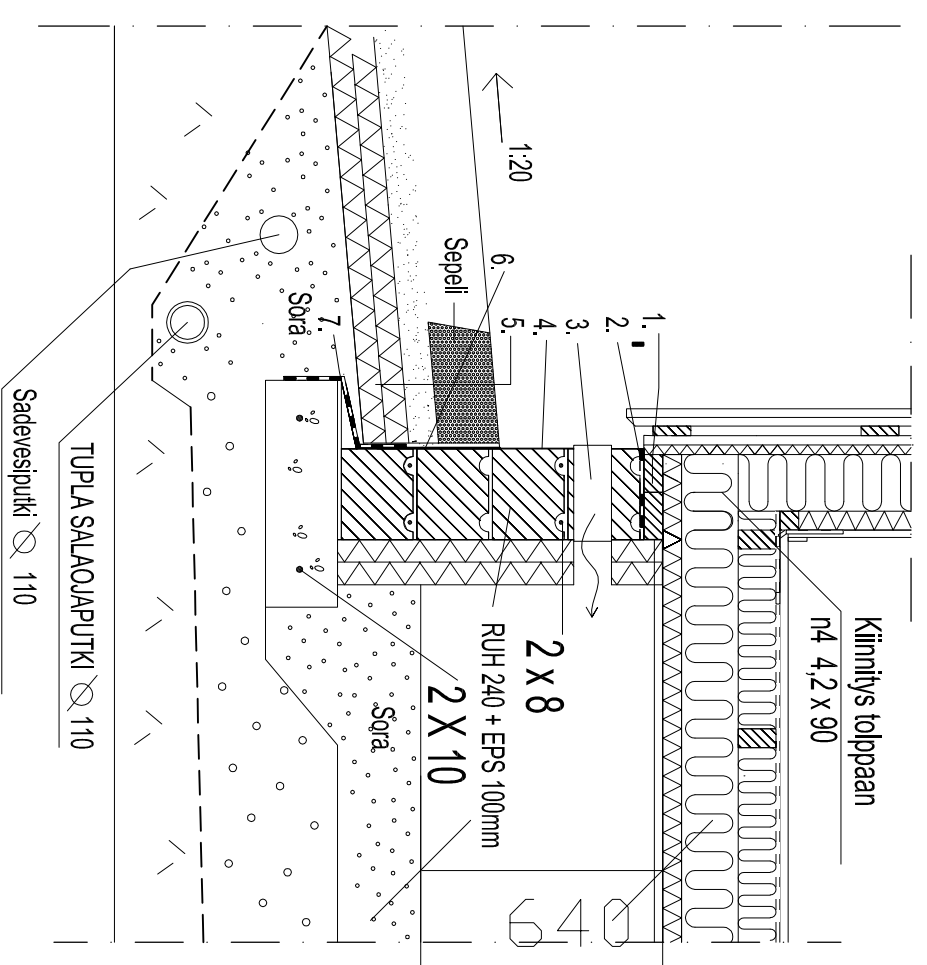 Kiinnitys tolppaan
n4 4,2 x 90
1:20
1.
2.
3.
4.
5.
6.
Sepeli
7.
Sora
2 x 8
RUH 240 + EPS 100mm
2 X 10
Sora
640
TUPLA SALAOJAPUTKI ∅ 110
Sadevesiputki ∅ 110